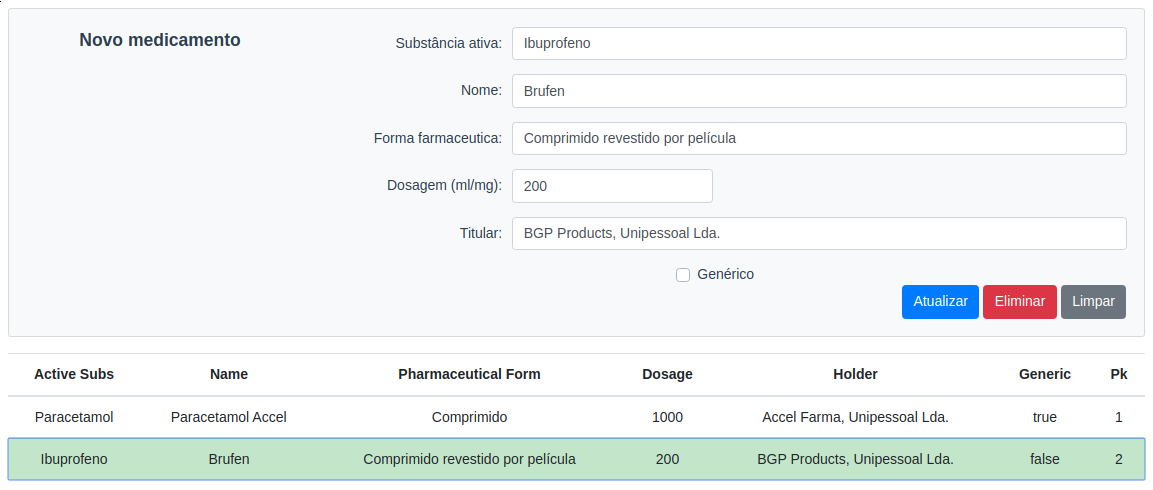 Novo medicamento
Substância ativa: Ibuprofeno
Nome: Brufen
Forma farmaceutica: Comprimido revestido por película
Dosagem (ml/mg): 200
Titular: BGP Products, Unipessoal Lda.
Genérico
Atualizar Eliminar Limpar
Active Subs Name Pharmaceutical Form Dosage Holder Generic Pk
Paracetamol Paracetamol Accel Comprimido 1000 Accel Farma, Unipessoal Lda. true 1
Ibuprofeno Brufen Comprimido revestido por película 200 BGP Products, Unipessoal Lda. false 2